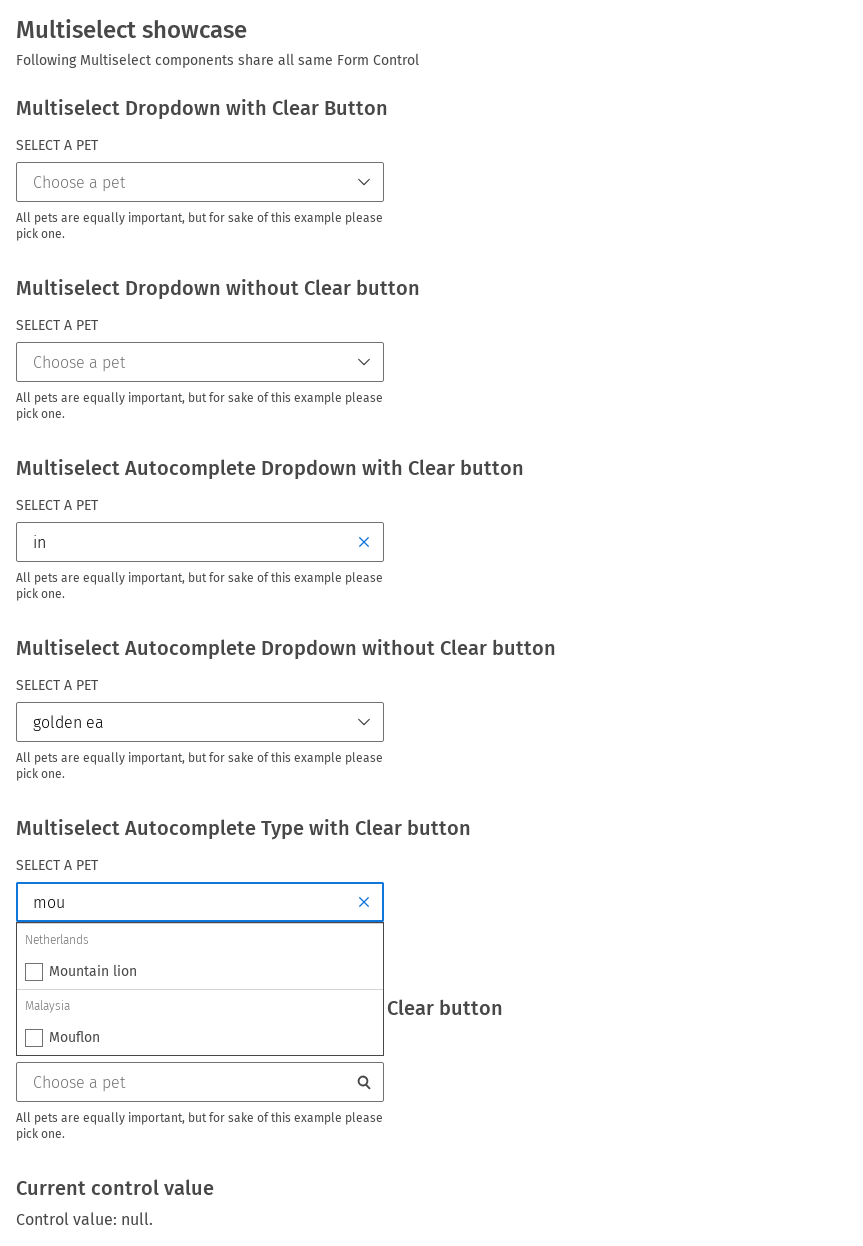 Multiselect showcase
Following Multiselect components share all same Form Control
Multiselect Dropdown with Clear Button
SELECT A PET
Choose a pet
All pets are equally important, but for sake of this example please
pick one.
Multiselect Dropdown without Clear button
SELECT A PET
Choose a pet
All pets are equally important, but for sake of this example please
pick one.
Multiselect Autocomplete Dropdown with Clear button
SELECT A PET
in
All pets are equally important, but for sake of this example please
pick one.
Multiselect Autocomplete Dropdown without Clear button
SELECT A PET
golden ea
All pets are equally important, but for sake of this example please
pick one.
Multiselect Autocomplete Type with Clear button
SELECT A PET
mou
Netherlands
Mountain lion
Malaysia
Clear button
Mouflon
Choose a pet
All pets are equally important, but for sake of this example please
pick one.
Current control value
Control value: null.